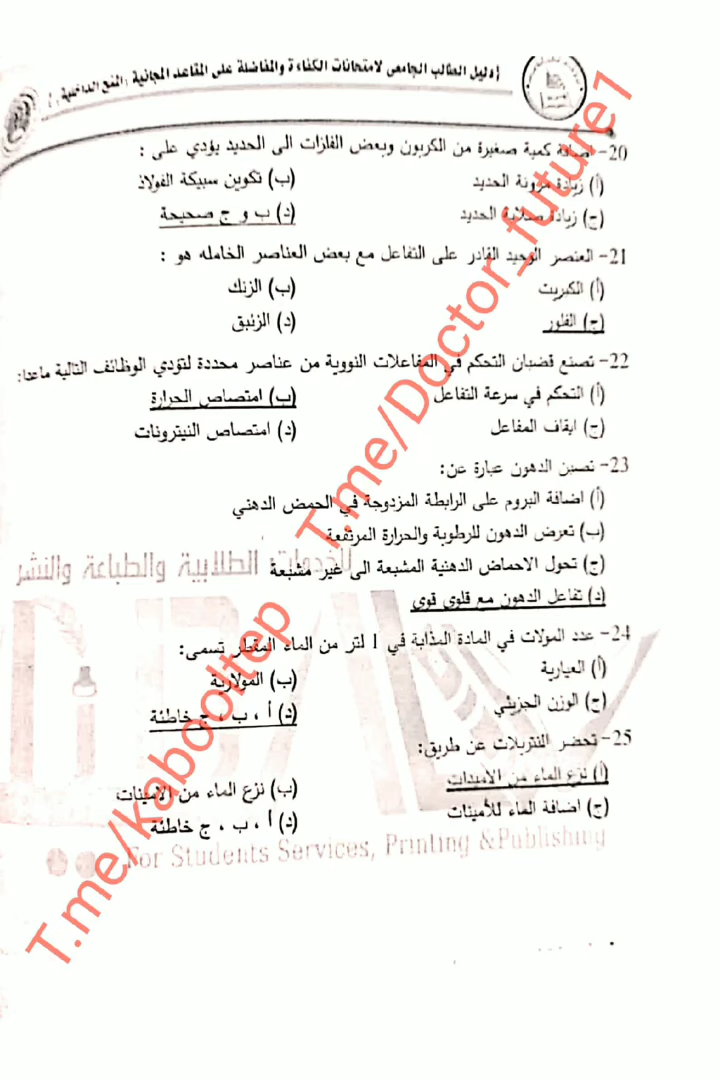 (دليل الطالب الجامعي لامتحانات الكفاءة والمفاضلة على المقاعد المجانية (المنح الداخلية)
20- اضافة كمية صغيرة من الكربون وبعض الفلزات الى الحديد يؤدي على :
(أ) زيادة مرونة الحديد (ب) تكوين سبيكة الفولاذ
(ج) زيادة صلابة الحديد (د) ب و ج صحيحة
21- العنصر الوحيد القادر على التفاعل مع بعض العناصر الخامله هو :
(أ) الكبريت (ب) الزنك
(ج) الفلور (د) الزئبق
22- تصنع قضبان التحكم في المفاعلات النووية من عناصر محددة لتؤدي الوظائف التالية ماعدا:
(أ) التحكم في سرعة التفاعل (ب) امتصاص الحرارة
(ج) ايقاف المفاعل (د) امتصاص النيترونات
23- تصبن الدهون عبارة عن:
(أ) اضافة البروم على الرابطة المزدوجة في الحمض الدهني
(ب) تعرض الدهون للرطوبة والحرارة المرتفعة
للخدمات الطلابية والطباعة والنشر
(ج) تحول الاحماض الدهنية المشبعة الى غير مشبعة
(د) تفاعل الدهون مع قلوي قوي
24- عدد المولات في المادة المذابة في 1 لتر من الماء المقطر تسمى:
(أ) العيارية (ب) المولارية
(ج) الوزن الجزيئي (د) أ ، ب ، ج خاطئة
25- تحضر النتريلات عن طريق:
(أ) نزع الماء من الاميدات (ب) نزع الماء من الامينات
(ج) اضافة الماء للأمينات (د) أ ، ب ، ج خاطئة
For Students Services, Printing &Publishing
T.me/Doctor_future1
T.me/kabooltep